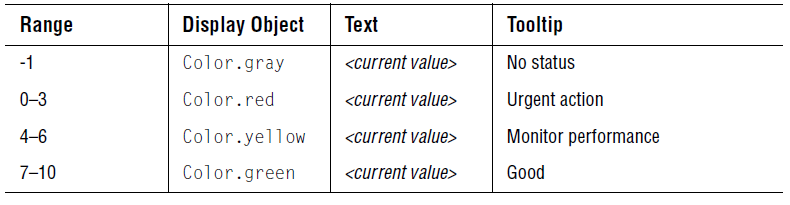 Range Display Object Text Tooltip
-1 Color.gray <current value> No status
0–3 Color.red <current value> Urgent action
4–6 Color.yellow <current value> Monitor performance
7–10 Color.green <current value> Good